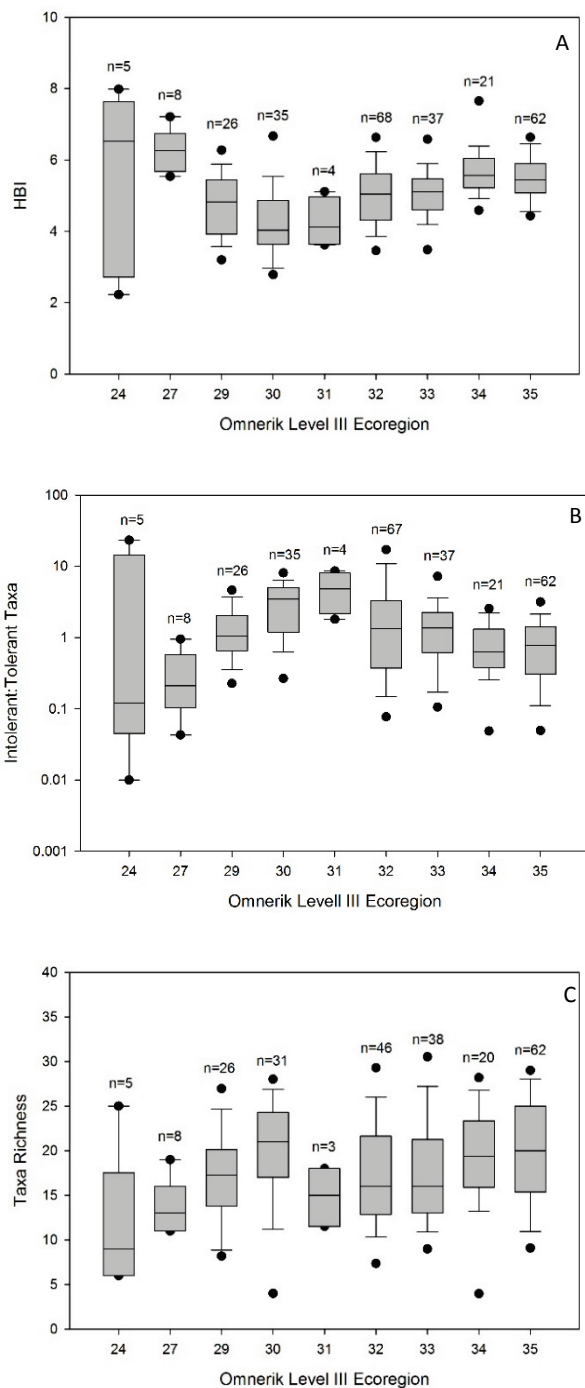 A
10
8
6
4
2
0
HBI
n=5
n=8
n=26
n=35
n=4
n=68
n=37
n=21
n=62
24 27 29 30 31 32 33 34 35
Omnerik Level III Ecoregion
B
100
10
1
0.1
0.01
0.001
Intolerant:Tolerant Taxa
n=5
n=8
n=26
n=35
n=4
n=67
n=37
n=21
n=62
24 27 29 30 31 32 33 34 35
Omnerik Levell III Ecoregion
C
40
35
30
25
20
15
10
5
0
Taxa Richness
n=5
n=8
n=26
n=31
n=3
n=46
n=38
n=20
n=62
24 27 29 30 31 32 33 34 35
Omnerik Level III Ecoregion